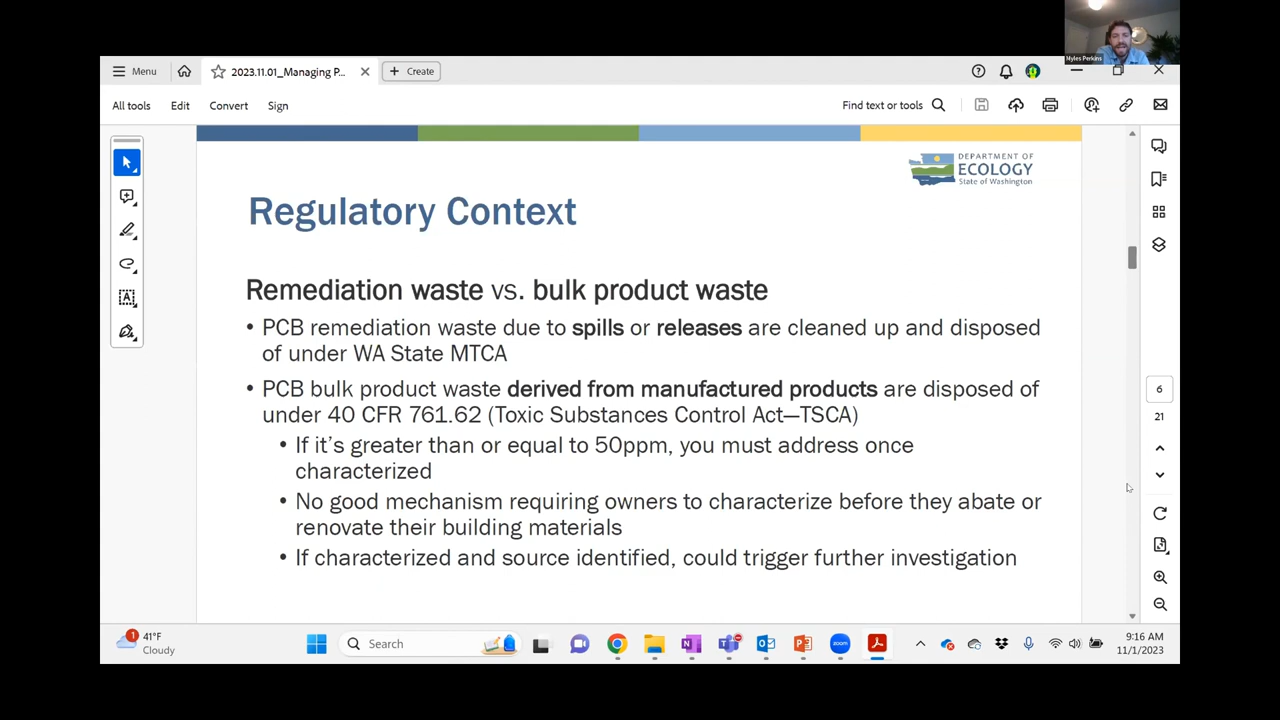 Myles Perkins
Menu
2023.11.01_Managing P...
Create
All tools
Edit
Convert
Sign
Find text or tools
DEPARTMENT OF
ECOLOGY
State of Washington
Regulatory Context
Remediation waste vs. bulk product waste
• PCB remediation waste due to spills or releases are cleaned up and disposed
of under WA State MTCA
• PCB bulk product waste derived from manufactured products are disposed of
under 40 CFR 761.62 (Toxic Substances Control Act—TSCA)
• If it's greater than or equal to 50ppm, you must address once
characterized
• No good mechanism requiring owners to characterize before they abate or
renovate their building materials
• If characterized and source identified, could trigger further investigation
6
21
1
41°F
Cloudy
Search
zoom
9:16 AM
11/1/2023